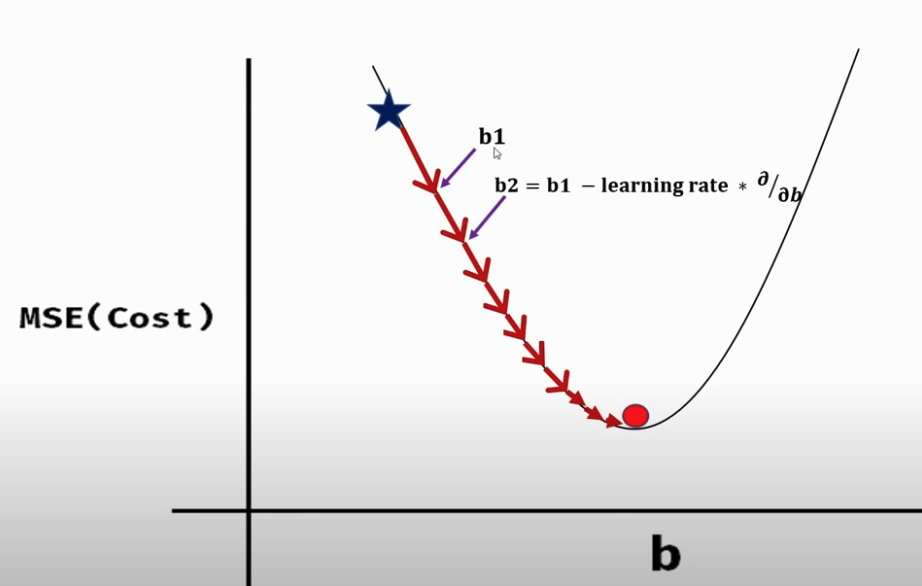 b1
b2 = b1 − learning rate * ∂/∂b
MSE(Cost)
b